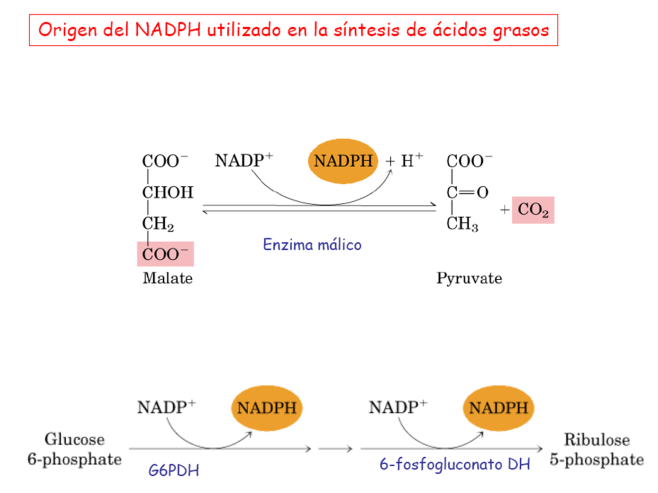 Origen del NADPH utilizado en la síntesis de ácidos grasos
COO⁻ NADP⁺ NADPH + H⁺ COO⁻
CHOH C=O
CH₂ CH₃ + CO₂
COO⁻ Enzima málico
Malate Pyruvate
NADP⁺ NADPH NADP⁺ NADPH
Glucose Ribulose
6-phosphate G6PDH 6-fosfogluconato DH 5-phosphate